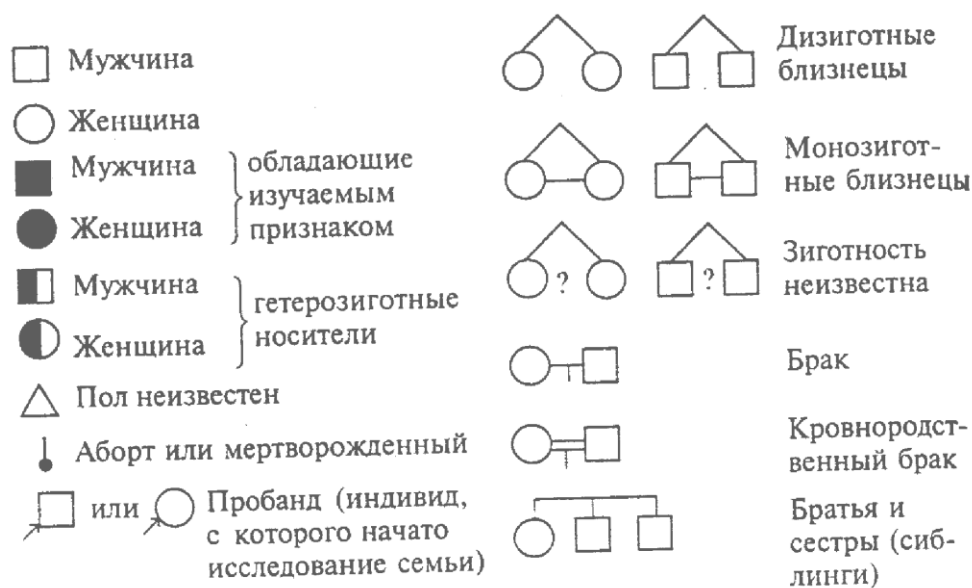 Мужчина
Женщина
Мужчина
Женщина
обладающие
изучаемым
признаком
Мужчина
Женщина
гетерозиготные
носители
Пол неизвестен
Аборт или мертворожденный
или
Пробанд (индивид,
с которого начато
исследование семьи)
Дизиготные
близнецы
Монозигот-
ные близнецы
? ?
Зиготность
неизвестна
Брак
Кровнородст-
венный брак
Братья и
сестры (сиб-
линги)